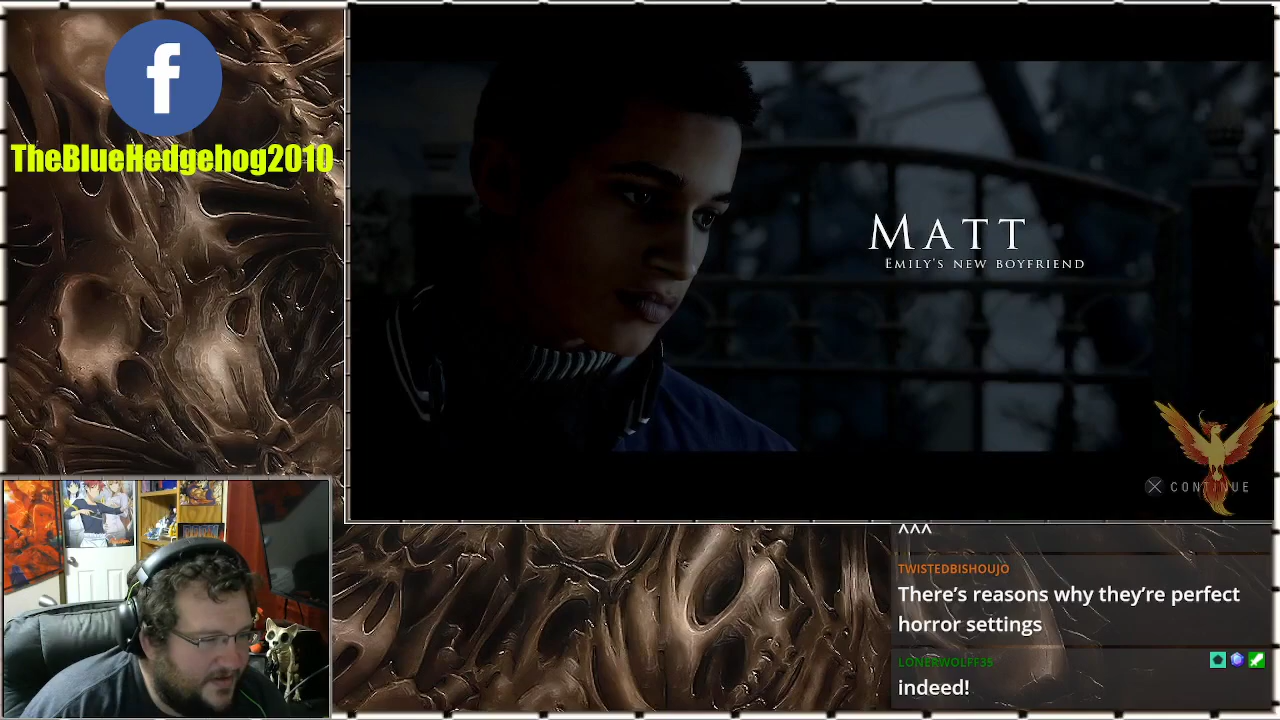 f
TheBlueHedgehog2010
MATT
EMILY'S NEW BOYFRIEND
CONTINUE
^^^
TWISTEDBISHOUJO
There's reasons why they're perfect
horror settings
LONERWOLFF35
indeed!